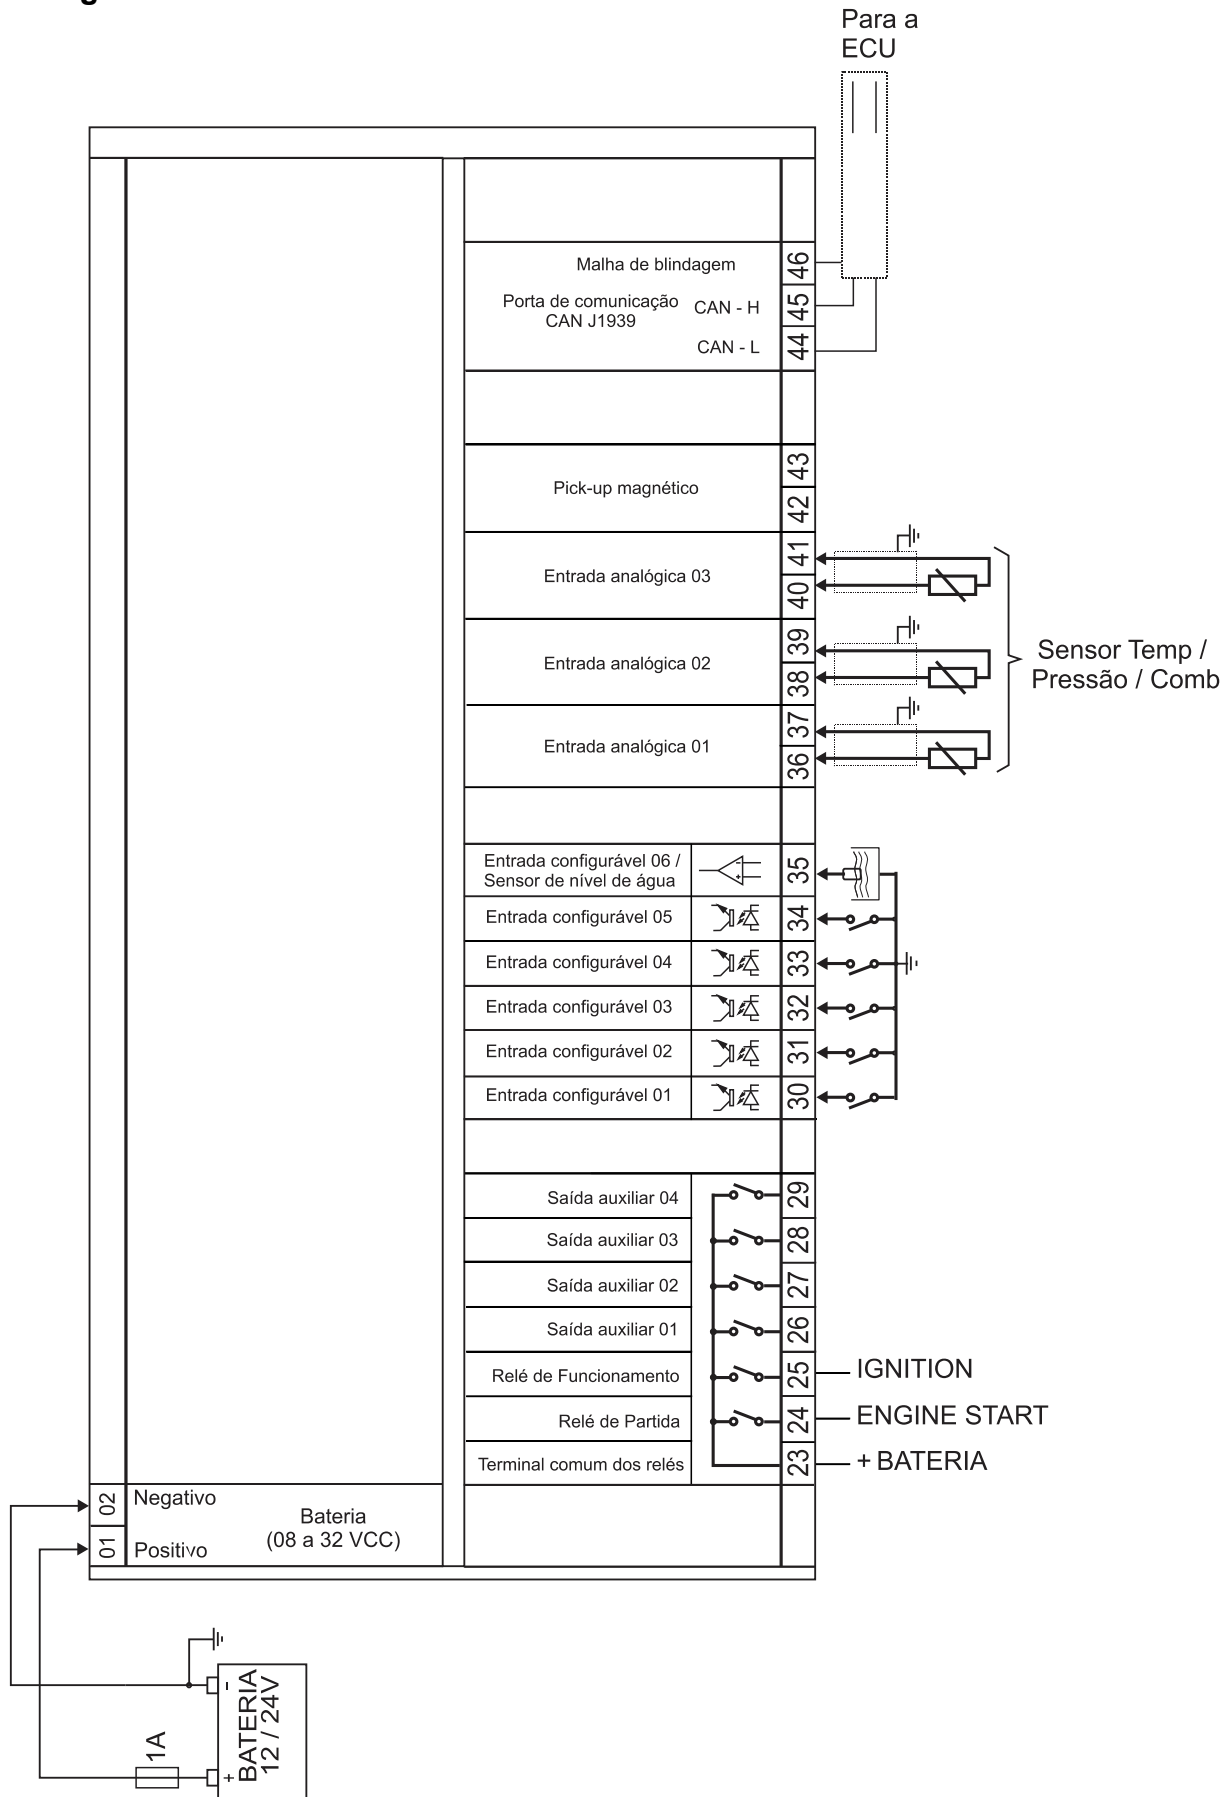 Para a
ECU
Malha de blindagem
46
Porta de comunicação
CAN J1939
CAN - H
45
CAN - L
44
Pick-up magnético
43
42
Entrada analógica 03
41
40
Entrada analógica 02
39
38
Sensor Temp /
Pressão / Comb
Entrada analógica 01
37
36
Entrada configurável 06 /
Sensor de nível de água
35
Entrada configurável 05
34
Entrada configurável 04
33
Entrada configurável 03
32
Entrada configurável 02
31
Entrada configurável 01
30
Saída auxiliar 04
29
Saída auxiliar 03
28
Saída auxiliar 02
27
Saída auxiliar 01
26
Relé de Funcionamento
25
IGNITION
Relé de Partida
24
ENGINE START
Terminal comum dos relés
23
+ BATERIA
02
Negativo
01
Positivo
Bateria
(08 a 32 VCC)
1A
- +
BATERIA
12 / 24V